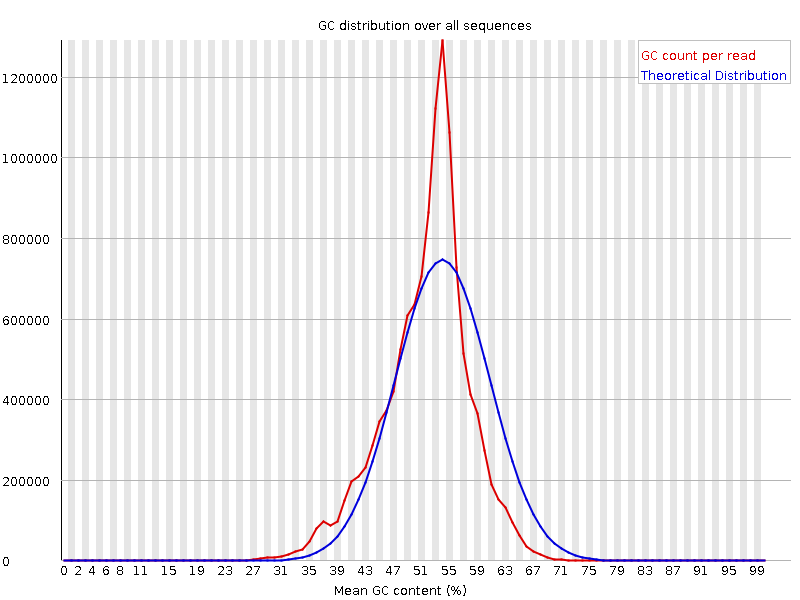 GC distribution over all sequences
GC count per read
Theoretical Distribution
1200000
1000000
800000
600000
400000
200000
0
0 2 4 6 8 11 15 19 23 27 31 35 39 43 47 51 55 59 63 67 71 75 79 83 87 91 95 99
Mean GC content (%)